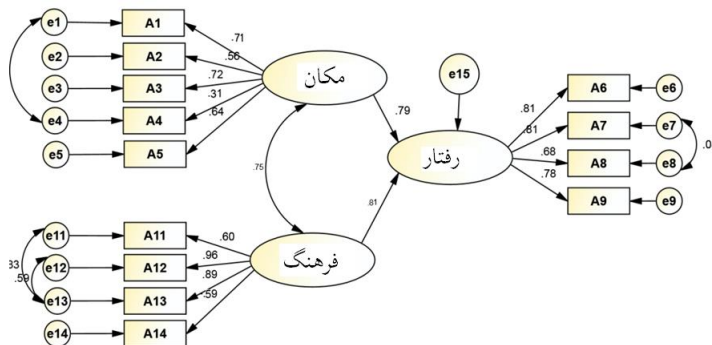 e1
A1
.71
e2
A2
.56
مکان
e3
A3
.72
e4
A4
.31
e5
A5
.64
e15
.79
رفتار
.81
A6
e6
.81
A7
e7
.68
A8
e8
.0
.78
A9
e9
.75
.81
e11
A11
.60
e12
A12
.96
فرهنگ
33
.59
e13
A13
.89
e14
A14
.59